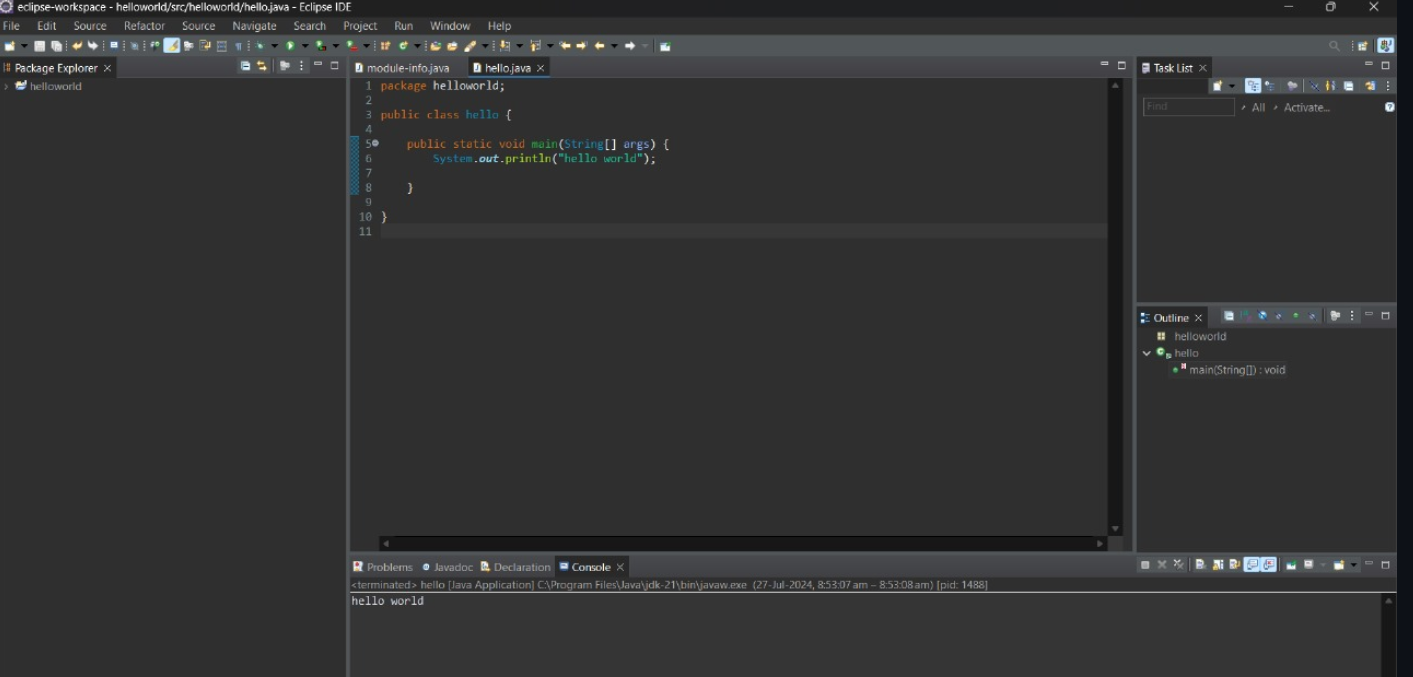 eclipse-workspace - helloworld/src/helloworld/hello.java - Eclipse IDE
File Edit Source Refactor Source Navigate Search Project Run Window Help
Package Explorer
helloworld
module-info.java hello.java
1 package helloworld;
2
3 public class hello {
4
5 public static void main(String[] args) {
6 System.out.println("hello world");
7
8 }
9
10 }
11
Task List
Find All Activate...
Outline
helloworld
hello
main(String[]) : void
Problems Javadoc Declaration Console
<terminated> hello [Java Application] C:\Program Files\Java\jdk-21\bin\javaw.exe (27-Jul-2024, 8:53:07 am – 8:53:08 am) [pid: 1488]
hello world